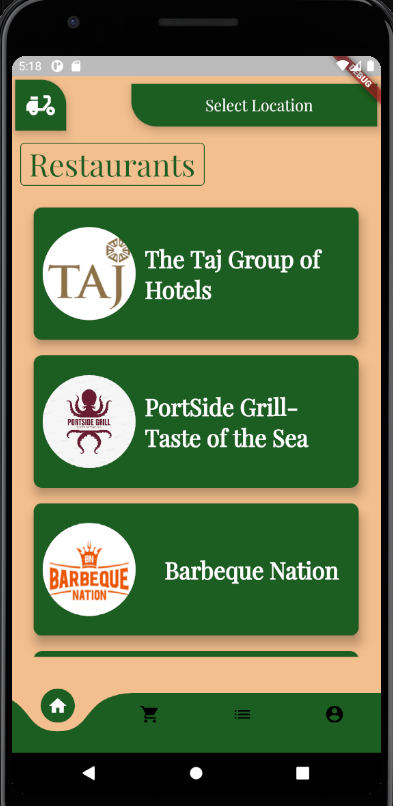 5:18
DEBUG
Select Location
Restaurants
TAJ
The Taj Group of
Hotels
PORTSIDE GRILL
PortSide Grill-
Taste of the Sea
BN
BARBEQUE
NATION
Barbeque Nation